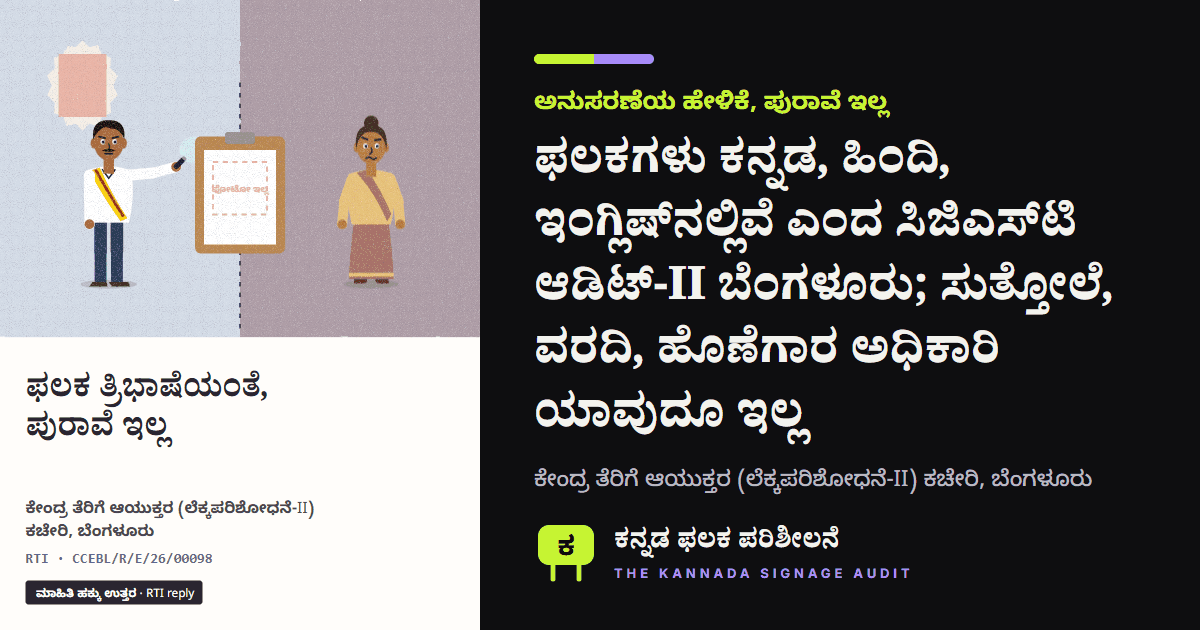 ಫೋಟೋ ಇಲ್ಲ
ಫಲಕ ತ್ರಿಭಾಷೆಯಂತೆ,
ಪುರಾವೆ ಇಲ್ಲ
ಕೇಂದ್ರ ತೆರಿಗೆ ಆಯುಕ್ತರ (ಲೆಕ್ಕಪರಿಶೋಧನೆ-II)
ಕಚೇರಿ, ಬೆಂಗಳೂರು
RTI · CCEBL/R/E/26/00098
ಮಾಹಿತಿ ಹಕ್ಕು ಉತ್ತರ · RTI reply
ಅನುಸರಣೆಯ ಹೇಳಿಕೆ, ಪುರಾವೆ ಇಲ್ಲ
ಫಲಕಗಳು ಕನ್ನಡ, ಹಿಂದಿ,
ಇಂಗ್ಲಿಷ್‌ನಲ್ಲಿವೆ ಎಂದ ಸಿಜಿಎಸ್‌ಟಿ
ಆಡಿಟ್-II ಬೆಂಗಳೂರು; ಸುತ್ತೋಲೆ,
ವರದಿ, ಹೊಣೆಗಾರ ಅಧಿಕಾರಿ
ಯಾವುದೂ ಇಲ್ಲ
ಕೇಂದ್ರ ತೆರಿಗೆ ಆಯುಕ್ತರ (ಲೆಕ್ಕಪರಿಶೋಧನೆ-II) ಕಚೇರಿ, ಬೆಂಗಳೂರು
ಕ
ಕನ್ನಡ ಫಲಕ ಪರಿಶೀಲನೆ
THE KANNADA SIGNAGE AUDIT